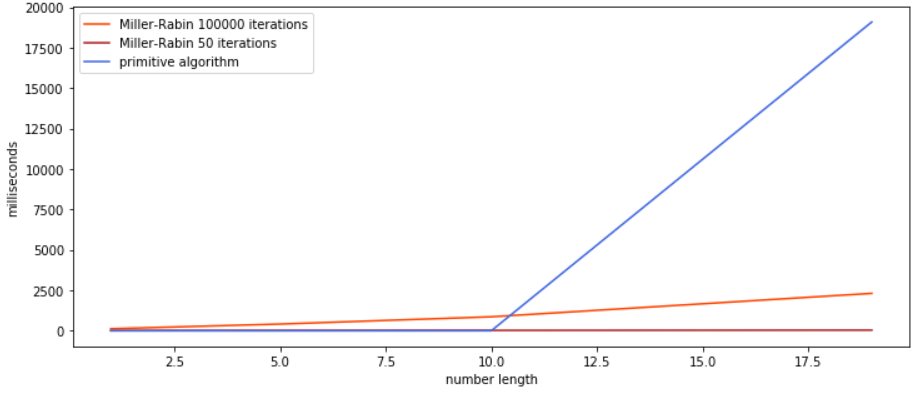 20000
17500
15000
12500
10000
7500
5000
2500
0
milliseconds
Miller-Rabin 100000 iterations
Miller-Rabin 50 iterations
primitive algorithm
2.5 5.0 7.5 10.0 12.5 15.0 17.5
number length